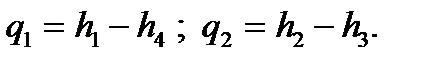 q₁ = h₁ − h₄ ; q₂ = h₂ − h₃.